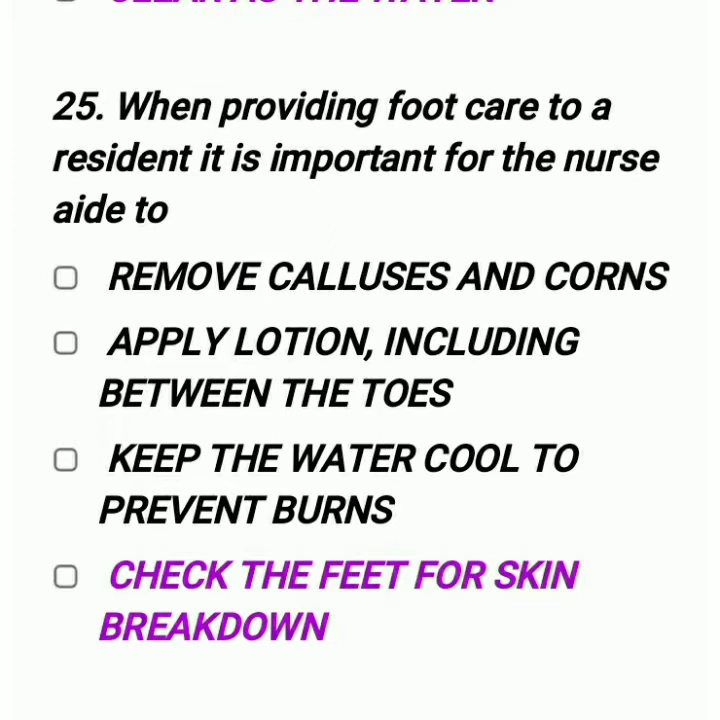 25. When providing foot care to a
resident it is important for the nurse
aide to
REMOVE CALLUSES AND CORNS
APPLY LOTION, INCLUDING
BETWEEN THE TOES
KEEP THE WATER COOL TO
PREVENT BURNS
CHECK THE FEET FOR SKIN
BREAKDOWN